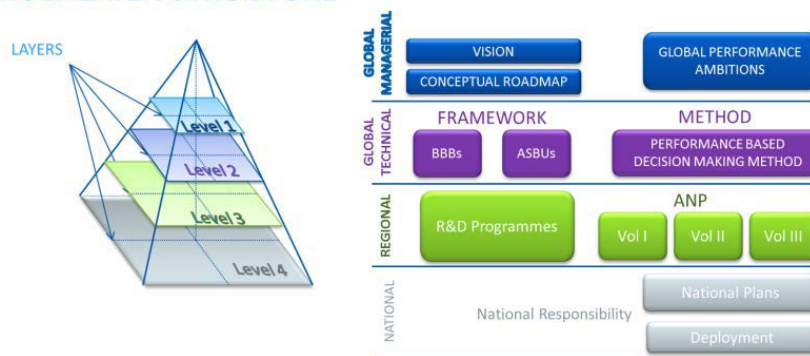 LAYERS
Level 1
Level 2
Level 3
Level 4
GLOBAL
MANAGERIAL
VISION
CONCEPTUAL ROADMAP
GLOBAL PERFORMANCE
AMBITIONS
GLOBAL
TECHNICAL
FRAMEWORK
BBBs
ASBUs
METHOD
PERFORMANCE BASED
DECISION MAKING METHOD
REGIONAL
R&D Programmes
ANP
Vol I
Vol II
Vol III
NATIONAL
National Responsibility
National Plans
Deployment